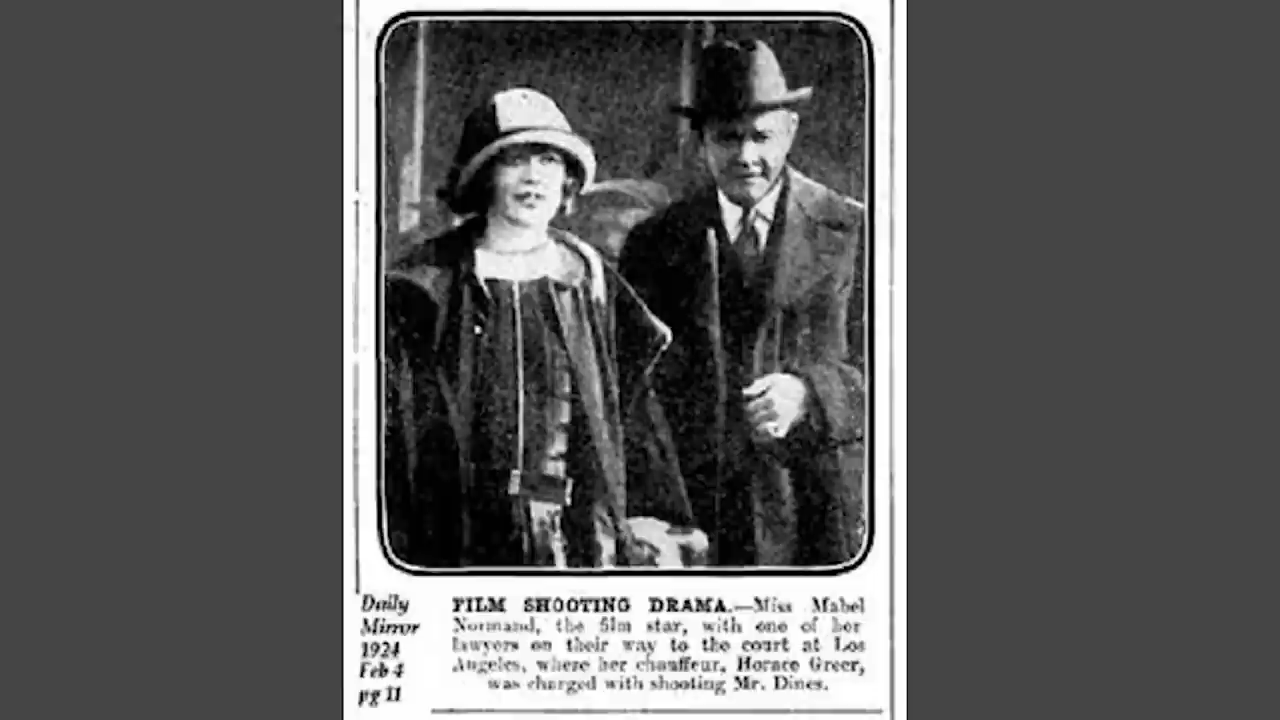 Daily
Mirror
1924
Feb 4
pg 11
FILM SHOOTING DRAMA.—Miss Mabel
Normand, the film star, with one of her
lawyers on their way to the court at Los
Angeles, where her chauffeur, Horace Greer,
was charged with shooting Mr. Dines.